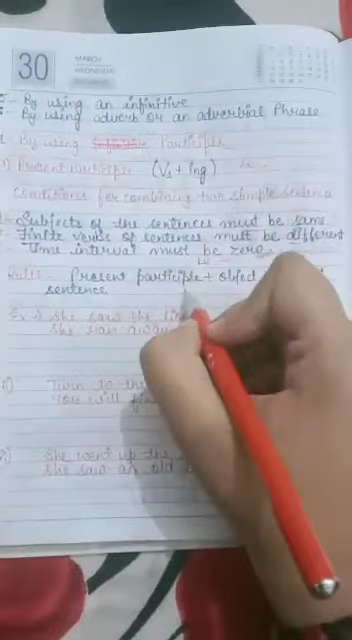 30
MARCH
WEDNESDAY
By using an infinitive
By using adverb or an adverbial Phrase
By using Participle
Present Participle (V1 + ing)
Conditions for combining two simple sentence
Subjects of the sentences must be same
Finite verbs of sentences must be different
Time interval must be zero
Rules Present participle + object
sentence
Ex. 1) She saw the
She ran away
Turn to the
You will
She went up the
She saw an old